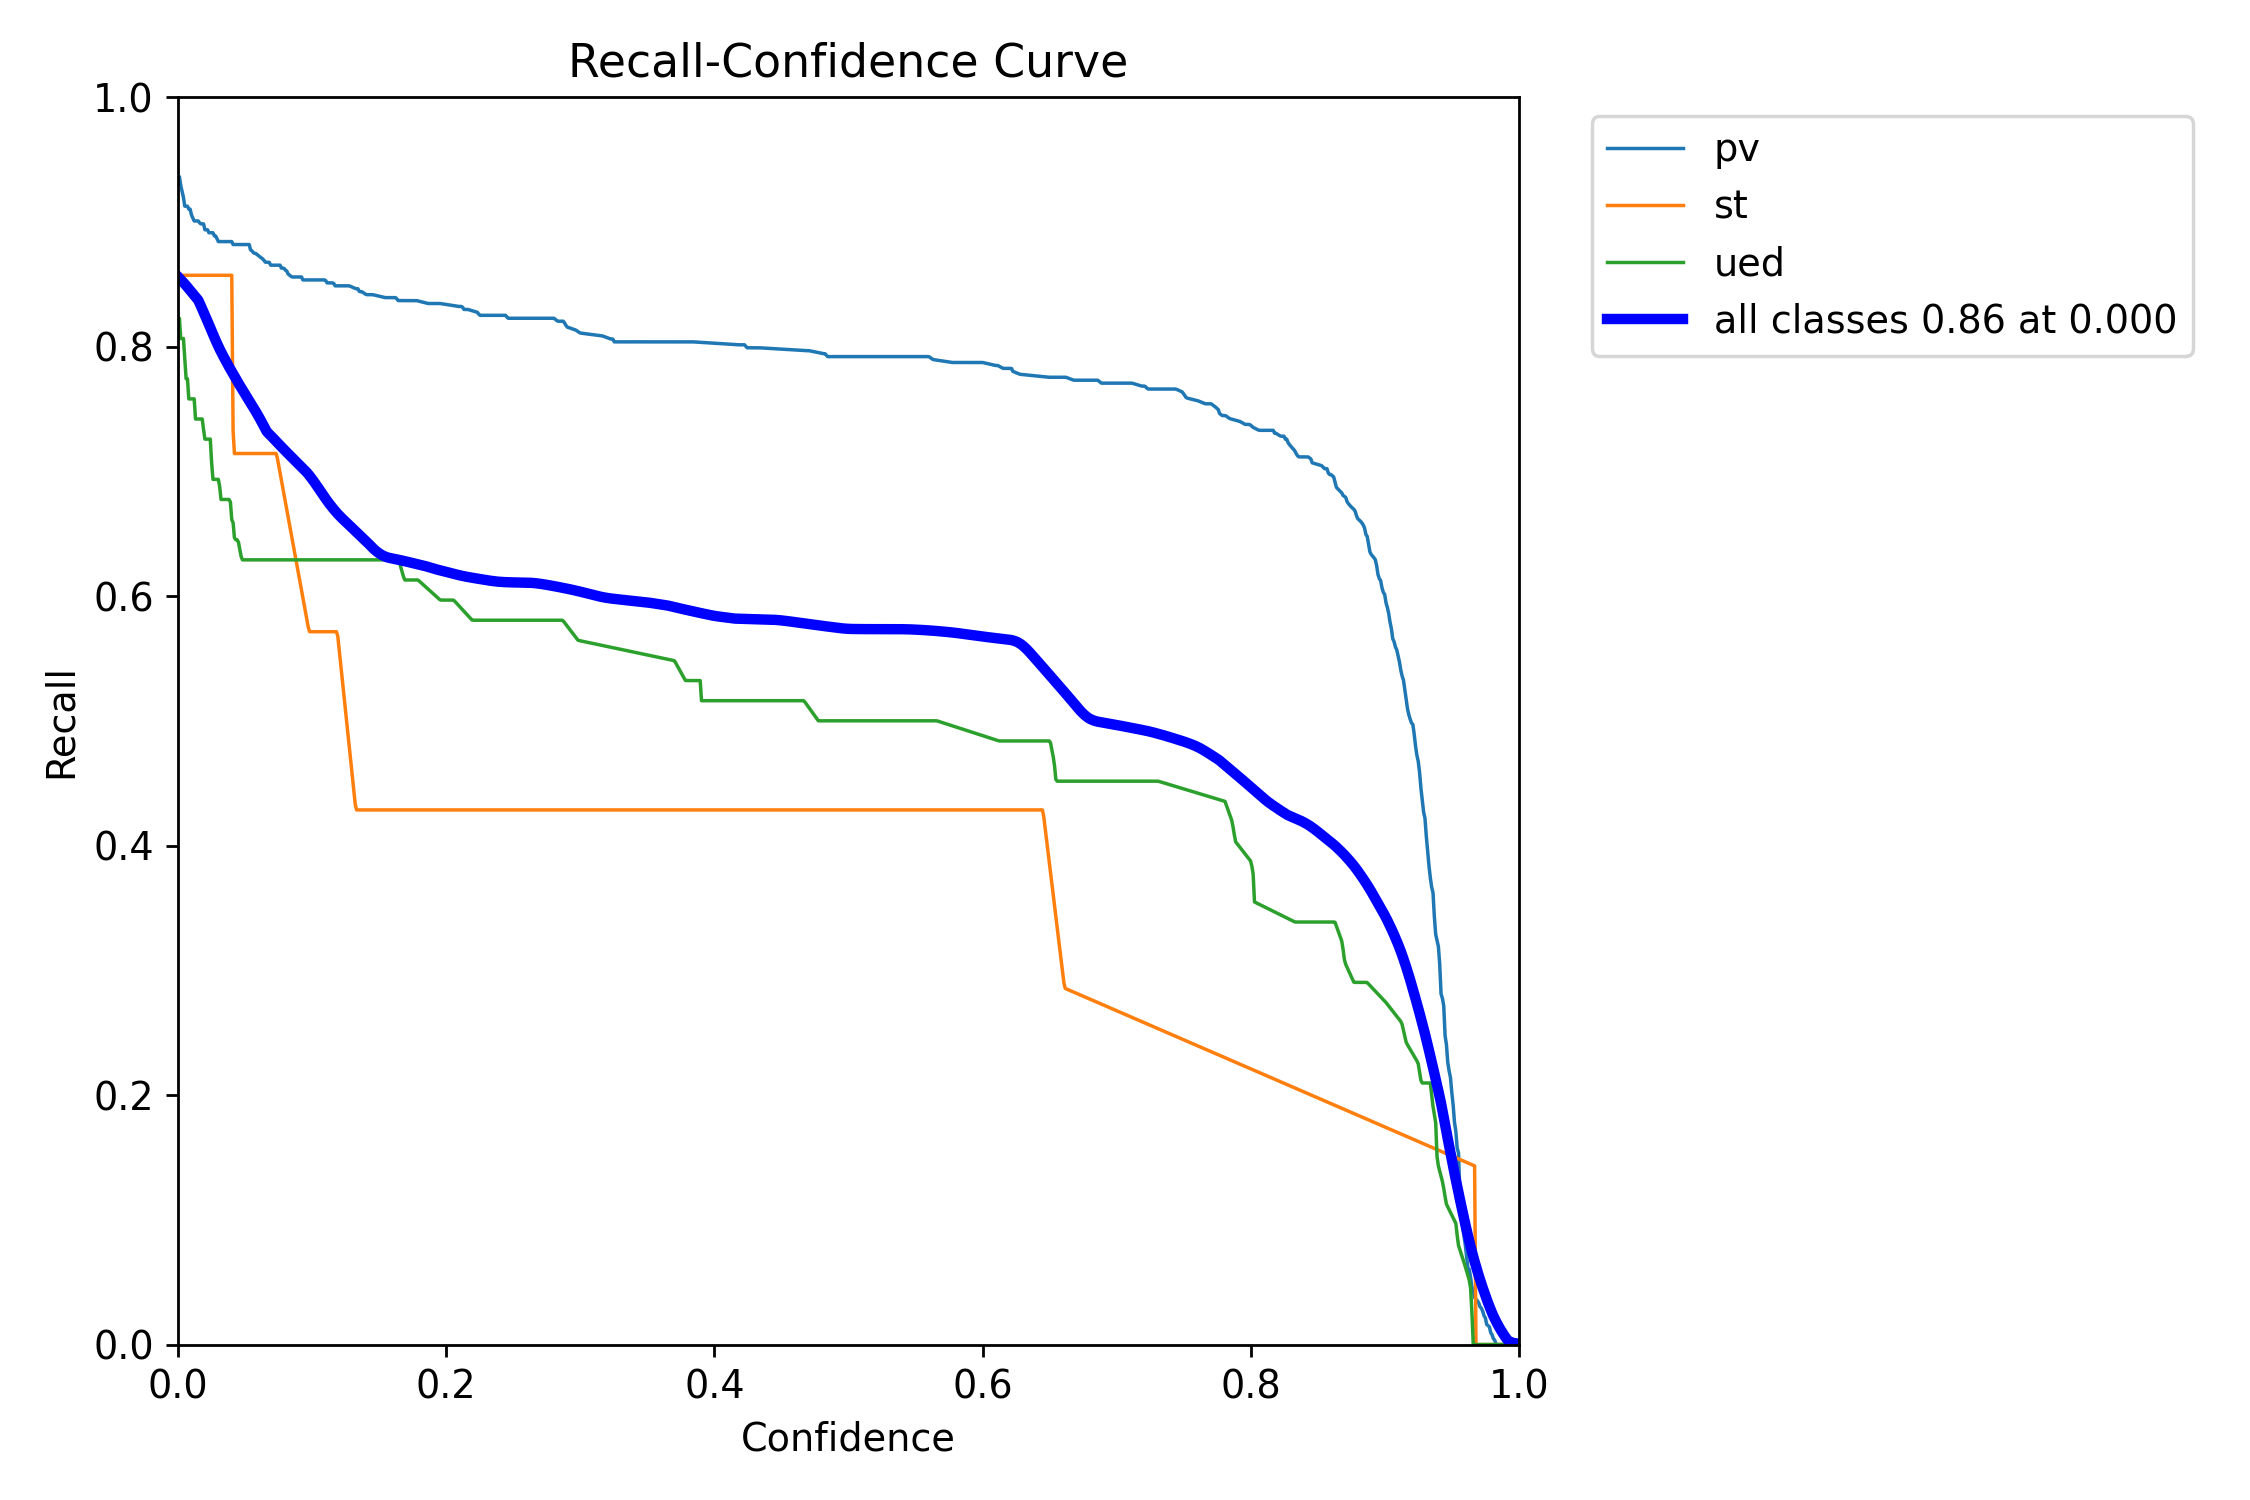 Recall-Confidence Curve
1.0
0.8
0.6
0.4
0.2
0.0
Recall
0.0 0.2 0.4 0.6 0.8 1.0
Confidence
pv
st
ued
all classes 0.86 at 0.000